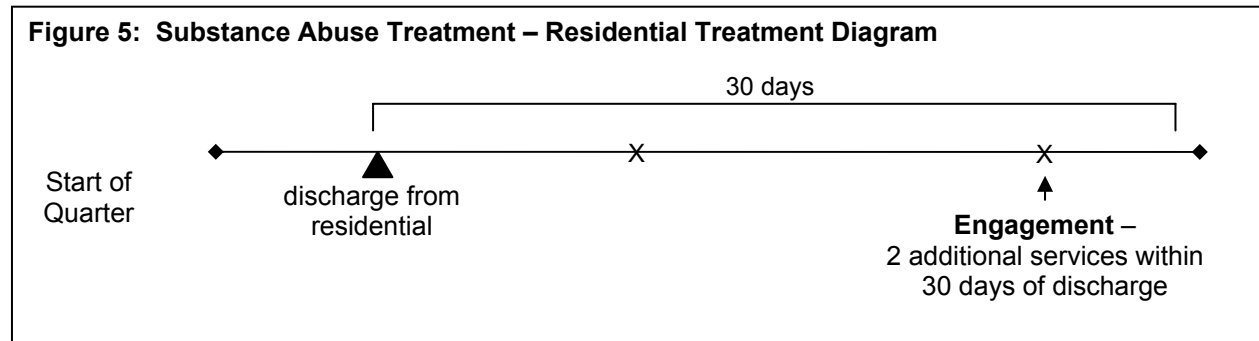 Figure 5:  Substance Abuse Treatment – Residential Treatment Diagram
30 days
X
X
Start of
Quarter
discharge from
residential
Engagement –
2 additional services within
30 days of discharge